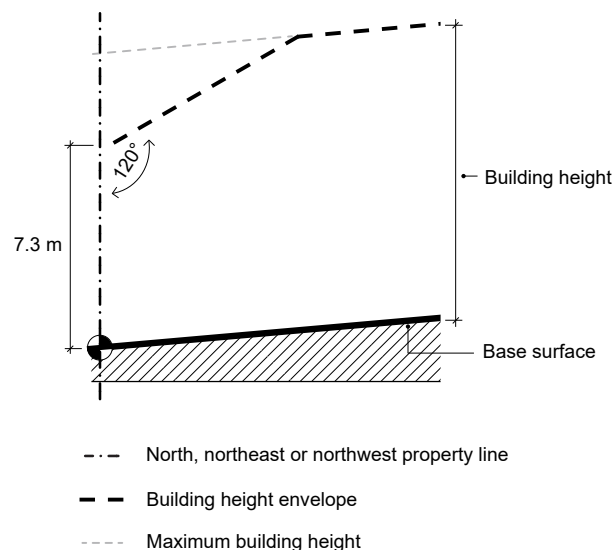 120°
Building height
7.3 m
Base surface
North, northeast or northwest property line
Building height envelope
Maximum building height